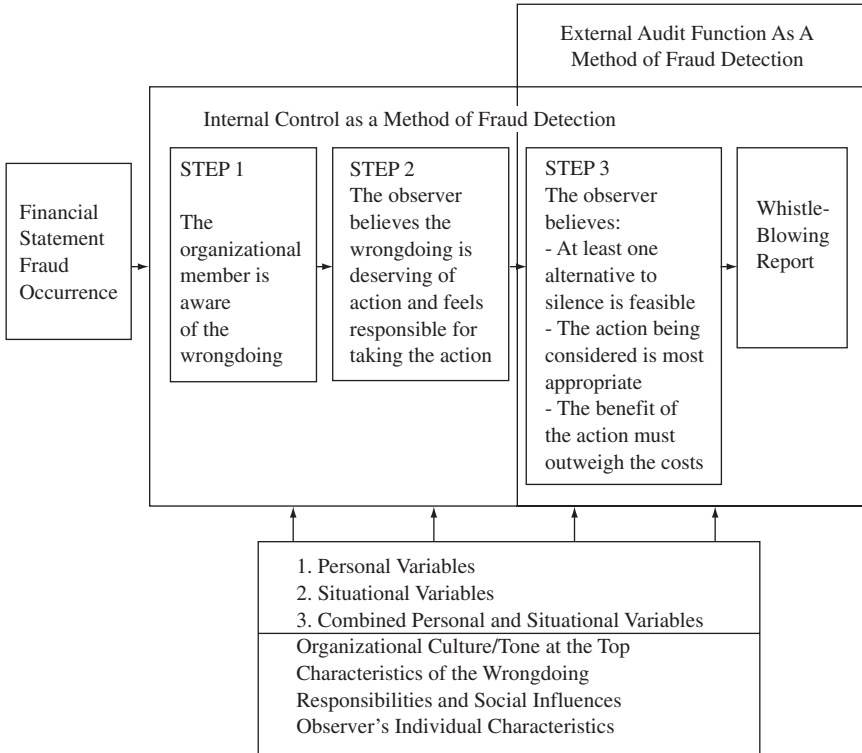 External Audit Function As A
Method of Fraud Detection
Internal Control as a Method of Fraud Detection
Financial
Statement
Fraud
Occurrence
STEP 1
The
organizational
member is
aware
of the
wrongdoing
STEP 2
The observer
believes the
wrongdoing is
deserving of
action and feels
responsible for
taking the action
STEP 3
The observer
believes:
- At least one
alternative to
silence is feasible
- The action being
considered is most
appropriate
- The benefit of
the action must
outweigh the costs
Whistle-
Blowing
Report
1. Personal Variables
2. Situational Variables
3. Combined Personal and Situational Variables
Organizational Culture/Tone at the Top
Characteristics of the Wrongdoing
Responsibilities and Social Influences
Observer's Individual Characteristics